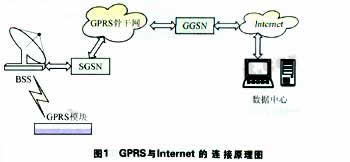 GPRS骨干网
GGSN
Internet
SGSN
BSS
GPRS模块
数据中心
图1 GPRS与Internet 的 连 接原理图